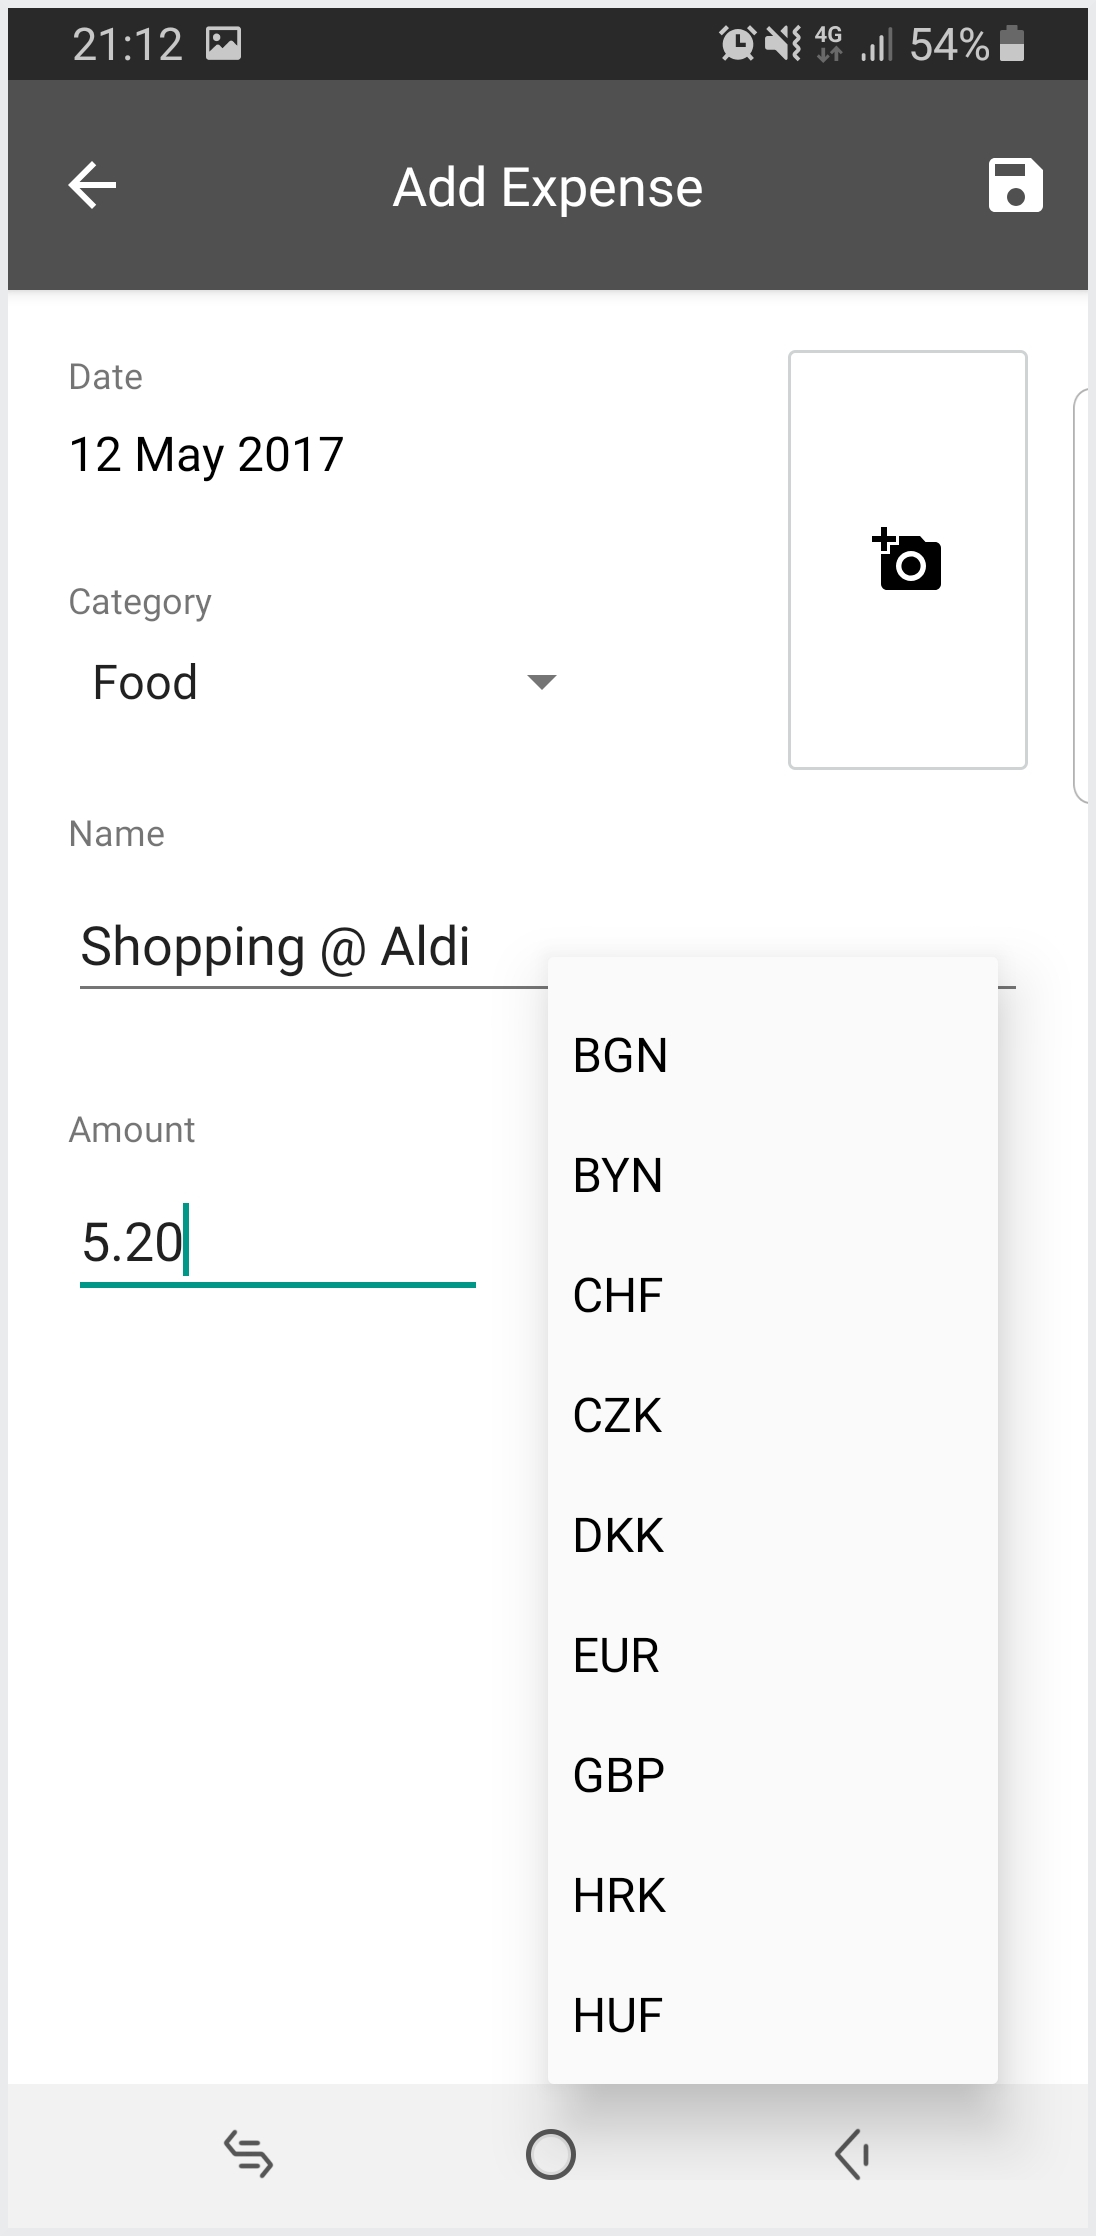 21:12 4G 54%
Add Expense
Date
12 May 2017
Category
Food
Name
Shopping @ Aldi
Amount
5.20
BGN
BYN
CHF
CZK
DKK
EUR
GBP
HRK
HUF